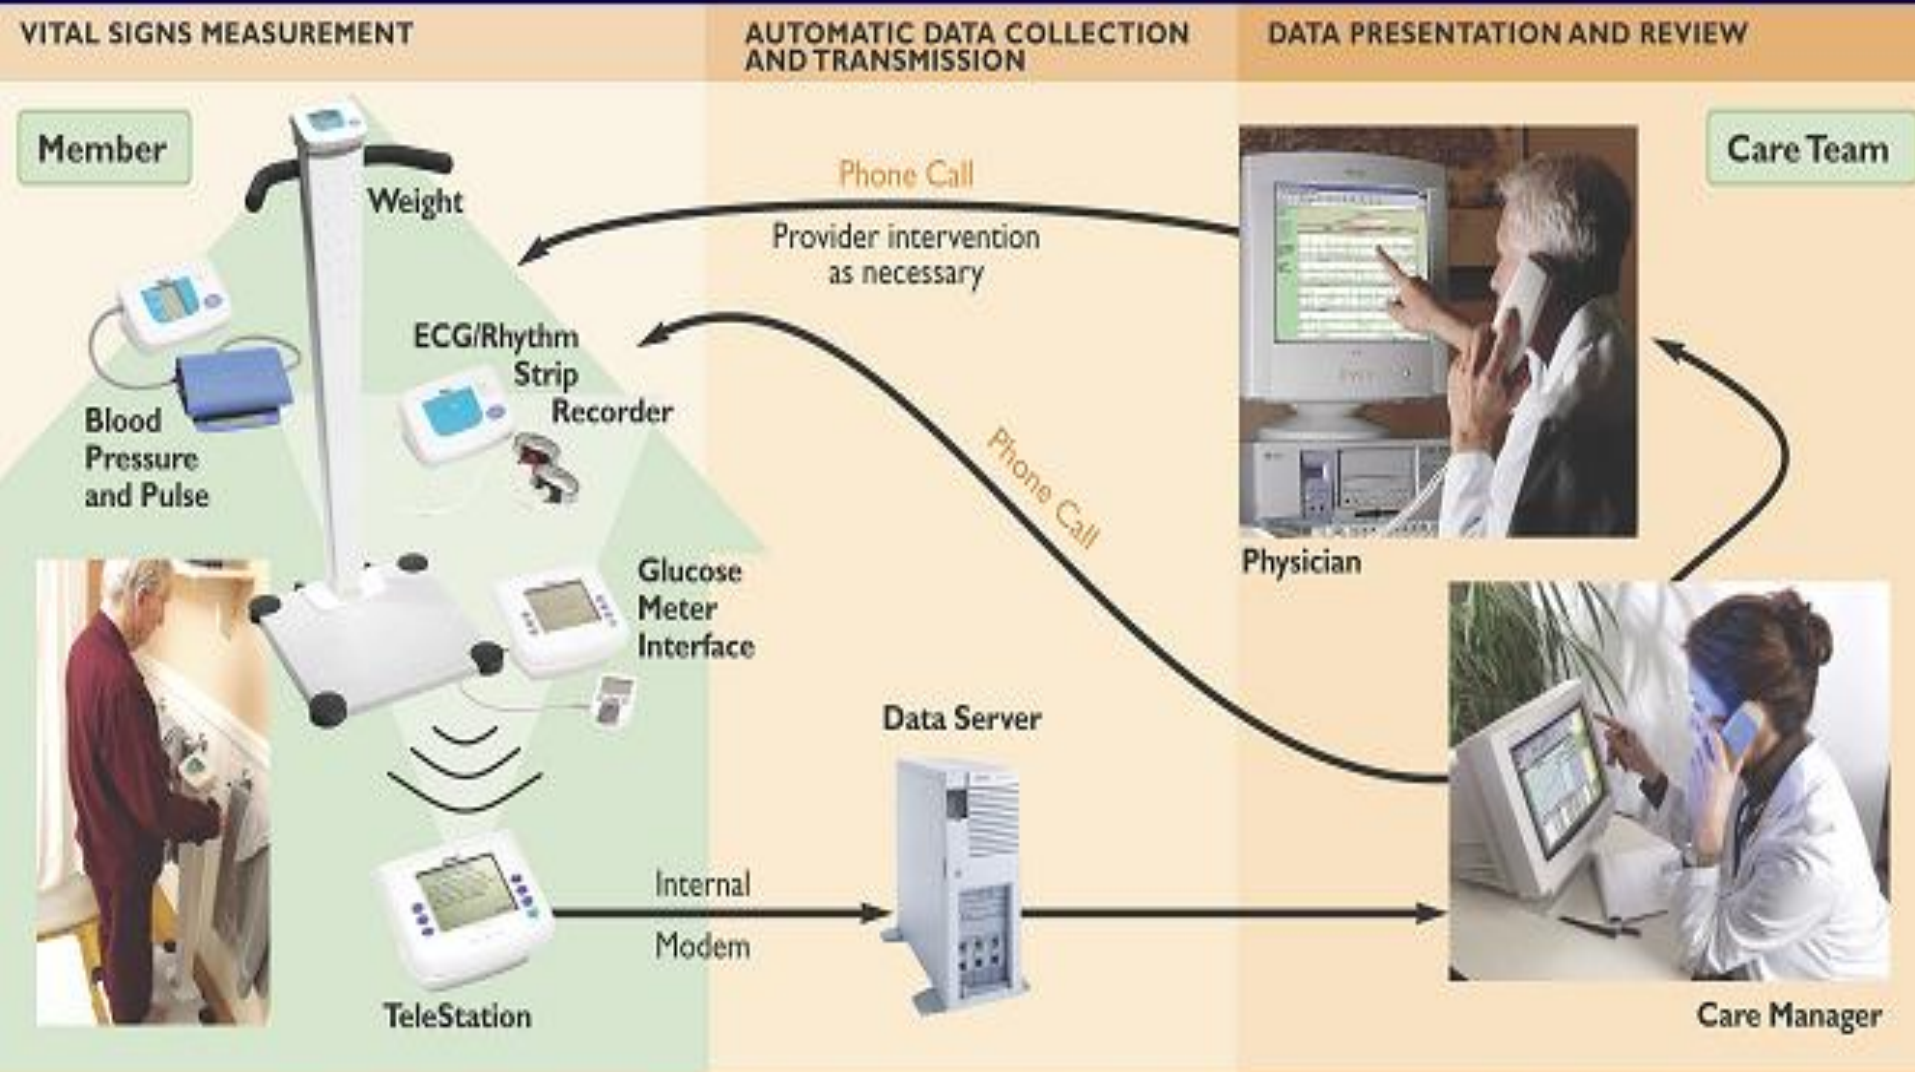 VITAL SIGNS MEASUREMENT
AUTOMATIC DATA COLLECTION
AND TRANSMISSION
DATA PRESENTATION AND REVIEW
Member
Care Team
Weight
Phone Call
Provider intervention
as necessary
ECG/Rhythm
Strip
Recorder
Blood
Pressure
and Pulse
Phone Call
Physician
Glucose
Meter
Interface
Data Server
Internal
Modem
TeleStation
Care Manager